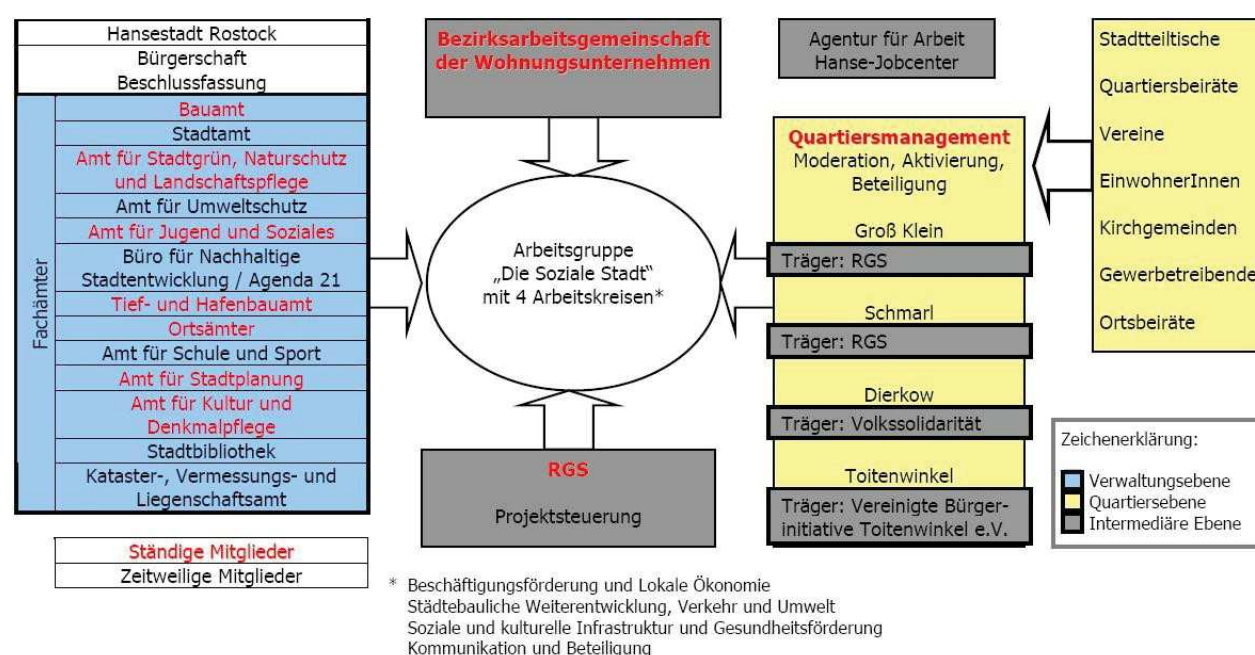 Hansestadt Rostock
Bürgerschaft
Beschlussfassung
Fachämter
Bauamt
Stadtamt
Amt für Stadtgrün, Naturschutz
und Landschaftspflege
Amt für Umweltschutz
Amt für Jugend und Soziales
Büro für Nachhaltige
Stadtentwicklung / Agenda 21
Tief- und Hafenbauamt
Ortsämter
Amt für Schule und Sport
Amt für Stadtplanung
Amt für Kultur und
Denkmalpflege
Stadtbibliothek
Kataster-, Vermessungs- und
Liegenschaftsamt
Ständige Mitglieder
Zeitweilige Mitglieder
Bezirksarbeitsgemeinschaft
der Wohnungsunternehmen
Arbeitsgruppe
„Die Soziale Stadt“
mit 4 Arbeitskreisen*
RGS
Projektsteuerung
Agentur für Arbeit
Hanse-Jobcenter
Quartiersmanagement
Moderation, Aktivierung,
Beteiligung
Groß Klein
Träger: RGS
Schmarl
Träger: RGS
Dierkow
Träger: Volkssolidarität
Toitenwinkel
Träger: Vereinigte Bürger-
initiative Toitenwinkel e.V.
Stadtteiltische
Quartiersbeiräte
Vereine
EinwohnerInnen
Kirchgemeinden
Gewerbetreibende
Ortsbeiräte
Zeichenerklärung:
Verwaltungsebene
Quartiersebene
Intermediäre Ebene
* Beschäftigungsförderung und Lokale Ökonomie
Städtebauliche Weiterentwicklung, Verkehr und Umwelt
Soziale und kulturelle Infrastruktur und Gesundheitsförderung
Kommunikation und Beteiligung